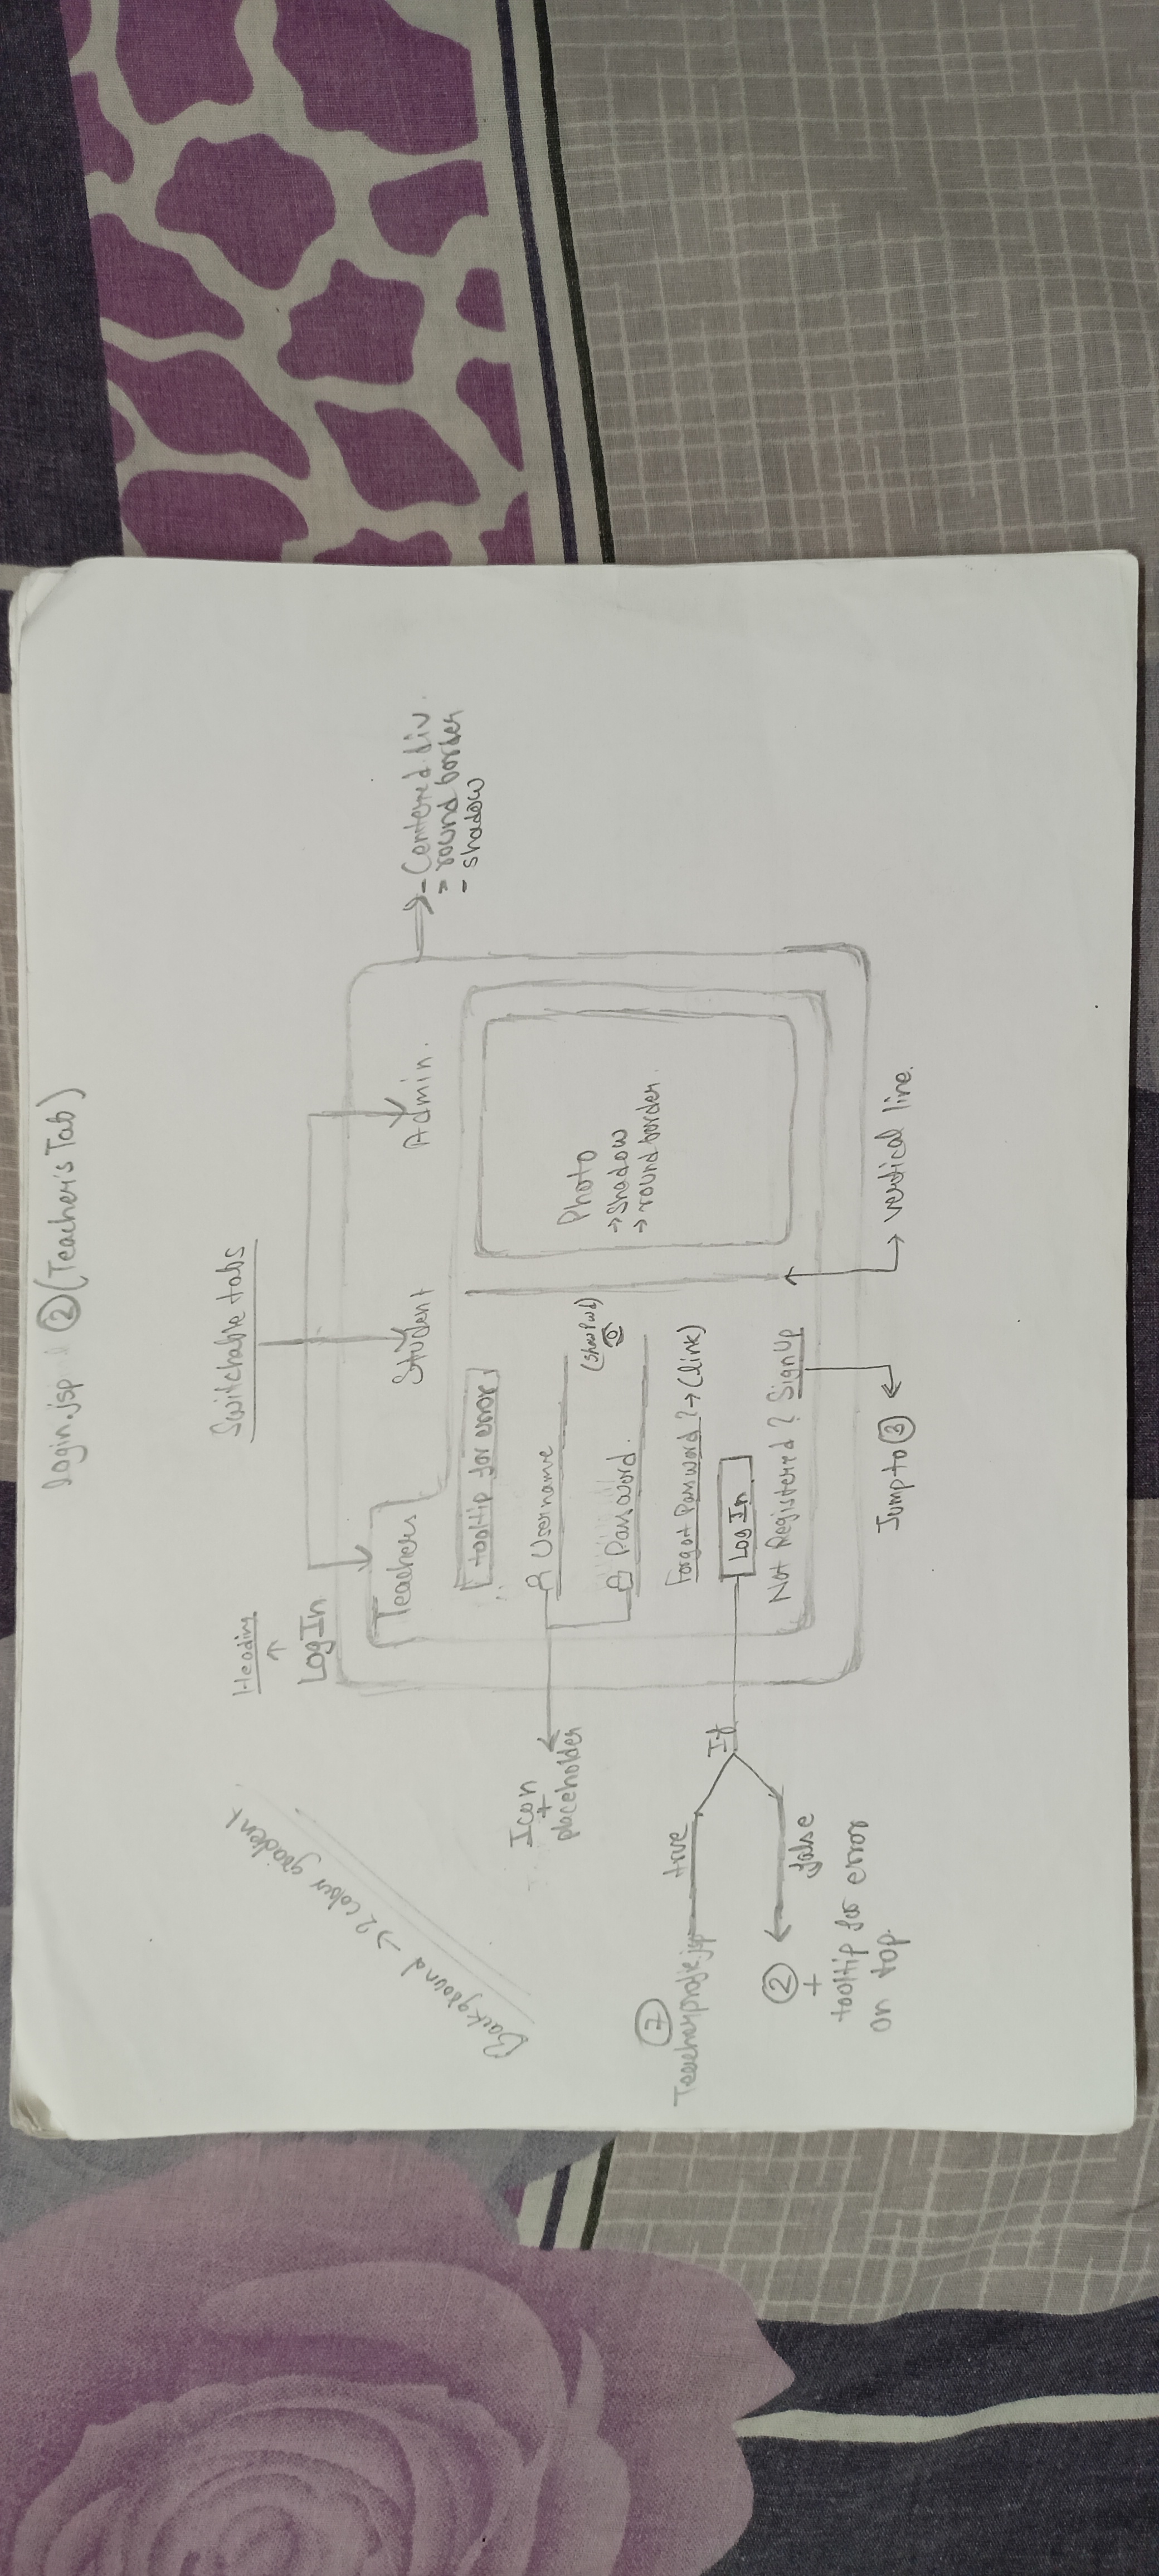 login.jsp ② (Teacher's Tab)
Background → 2 colour gradient
Heading
↑
LogIn
Switchable tabs
Teachers
Student
Admin.
→ - Centered div.
- round border
- shadow
tooltip for error
Icon
+
placeholder
Username
(Show Pwd)
Password.
Photo
→ Shadow
→ round border.
Forgot Password? → (link)
Log In
If
true
⑦
false
②
+
tooltip for error
on top.
Not Registered? SignUp
Jump to ③
→ vertical line.